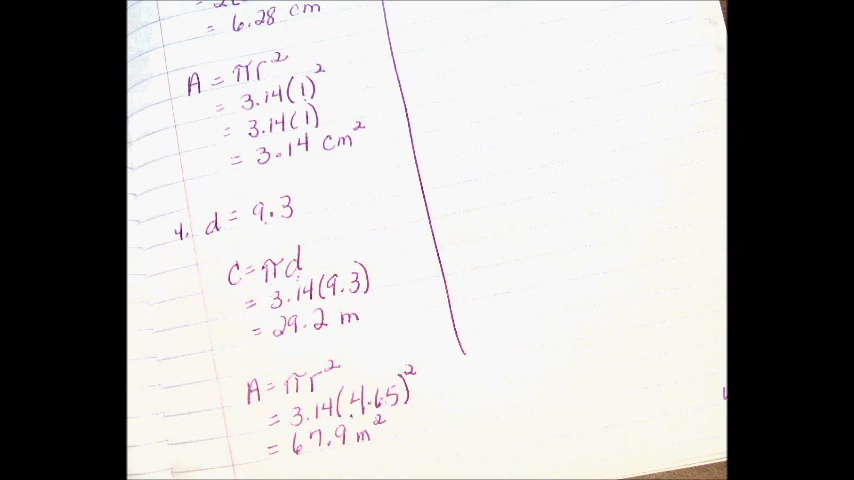 = 6.28 cm
A = πr²
= 3.14(1)²
= 3.14(1)
= 3.14 cm²
4. d = 9.3
C = πd
= 3.14(9.3)
= 29.2 m
A = πr²
= 3.14(4.65)²
= 67.9 m²